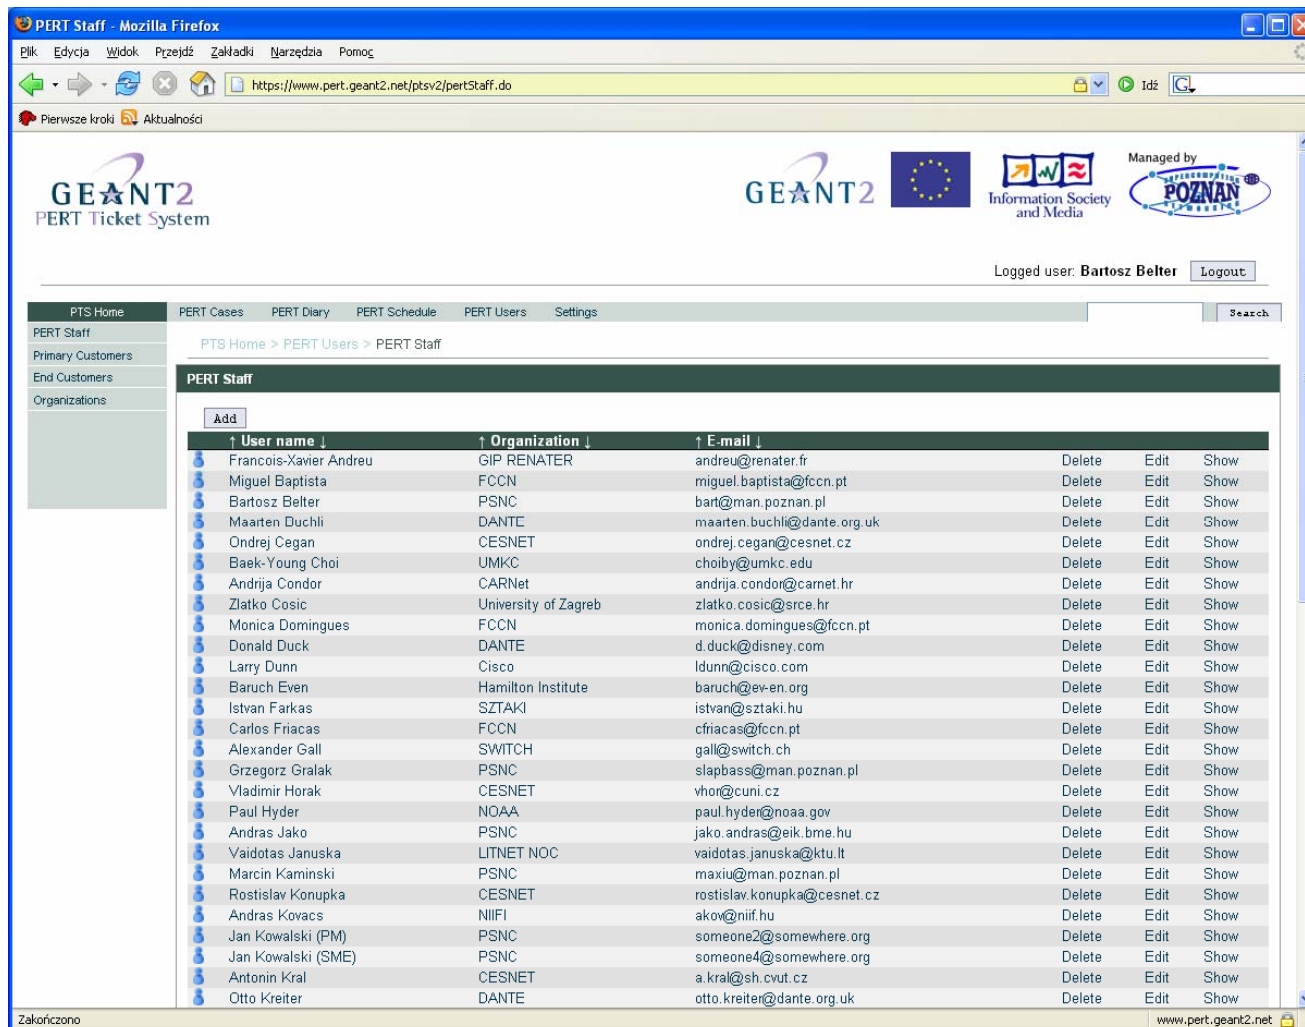 PERT Staff - Mozilla Firefox
Plik Edycja Widok Przejdź Zakładki Narzędzia Pomoc
https://www.pert.geant2.net/ptsv2/pertStaff.do Idź
Pierwsze kroki Aktualności
GEANT2
PERT Ticket System
GEANT2
Information Society
and Media
Managed by
SUPERCOMPUTING
POZNAN
NETWORKING
Logged user: Bartosz Belter Logout
PTS Home PERT Cases PERT Diary PERT Schedule PERT Users Settings Search
PERT Staff
Primary Customers
End Customers
Organizations
PTS Home > PERT Users > PERT Staff
PERT Staff
Add
↑ User name ↓ ↑ Organization ↓ ↑ E-mail ↓
Francois-Xavier Andreu GIP RENATER andreu@renater.fr Delete Edit Show
Miguel Baptista FCCN miguel.baptista@fccn.pt Delete Edit Show
Bartosz Belter PSNC bart@man.poznan.pl Delete Edit Show
Maarten Buchli DANTE maarten.buchli@dante.org.uk Delete Edit Show
Ondrej Cegan CESNET ondrej.cegan@cesnet.cz Delete Edit Show
Baek-Young Choi UMKC choiby@umkc.edu Delete Edit Show
Andrija Condor CARNet andrija.condor@carnet.hr Delete Edit Show
Zlatko Cosic University of Zagreb zlatko.cosic@srce.hr Delete Edit Show
Monica Domingues FCCN monica.domingues@fccn.pt Delete Edit Show
Donald Duck DANTE d.duck@disney.com Delete Edit Show
Larry Dunn Cisco ldunn@cisco.com Delete Edit Show
Baruch Even Hamilton Institute baruch@ev-en.org Delete Edit Show
Istvan Farkas SZTAKI istvan@sztaki.hu Delete Edit Show
Carlos Friacas FCCN cfriacas@fccn.pt Delete Edit Show
Alexander Gall SWITCH gall@switch.ch Delete Edit Show
Grzegorz Gralak PSNC slapbass@man.poznan.pl Delete Edit Show
Vladimir Horak CESNET vhor@cuni.cz Delete Edit Show
Paul Hyder NOAA paul.hyder@noaa.gov Delete Edit Show
Andras Jako PSNC jako.andras@eik.bme.hu Delete Edit Show
Vaidotas Januska LITNET NOC vaidotas.januska@ktu.lt Delete Edit Show
Marcin Kaminski PSNC maxiu@man.poznan.pl Delete Edit Show
Rostislav Konupka CESNET rostislav.konupka@cesnet.cz Delete Edit Show
Andras Kovacs NIIFI akov@niif.hu Delete Edit Show
Jan Kowalski (PM) PSNC someone2@somewhere.org Delete Edit Show
Jan Kowalski (SME) PSNC someone4@somewhere.org Delete Edit Show
Antonin Kral CESNET a.kral@sh.cvut.cz Delete Edit Show
Otto Kreiter DANTE otto.kreiter@dante.org.uk Delete Edit Show
Zakończono www.pert.geant2.net